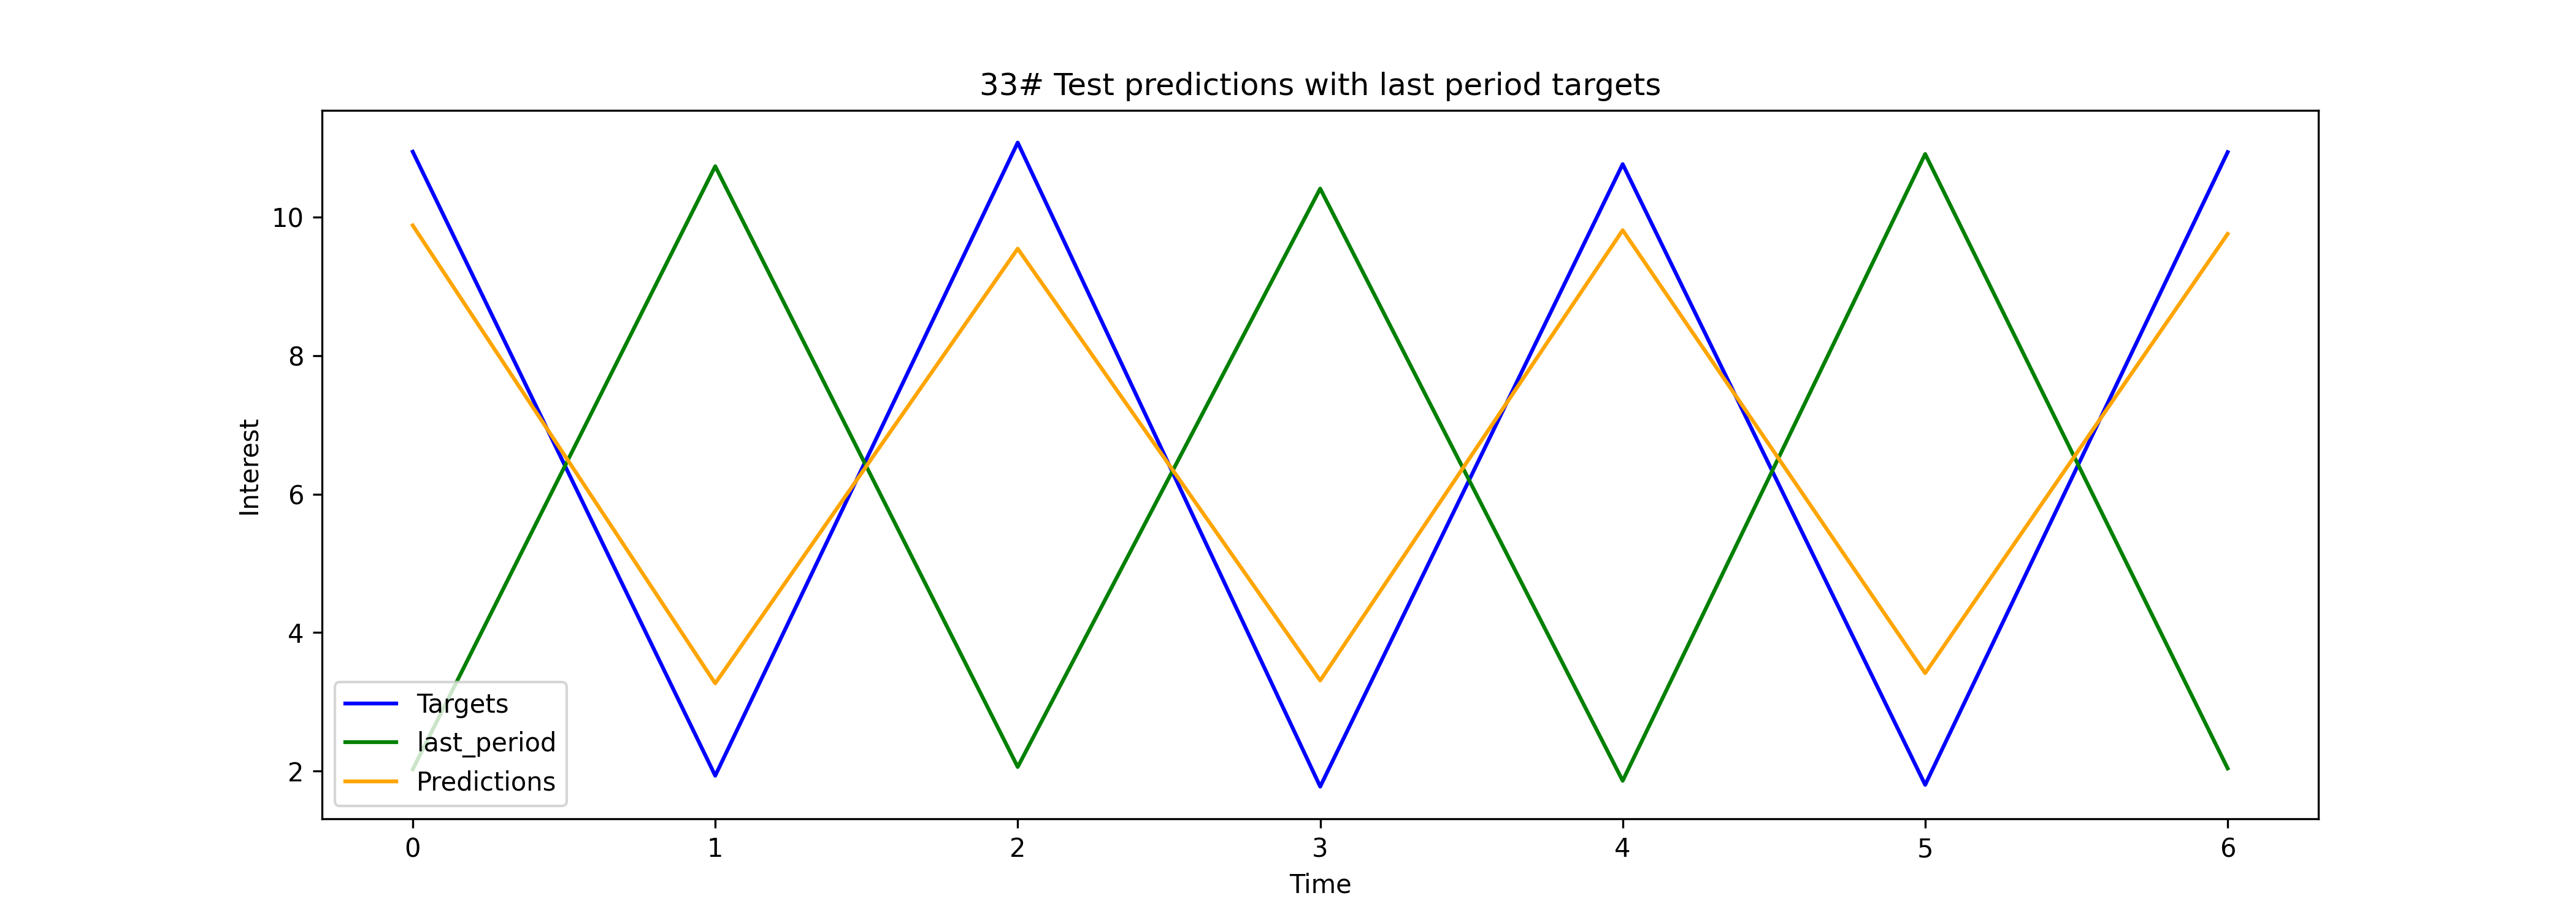 33# Test predictions with last period targets
Interest
10
8
6
4
2
Targets
last_period
Predictions
0 1 2 3 4 5 6
Time